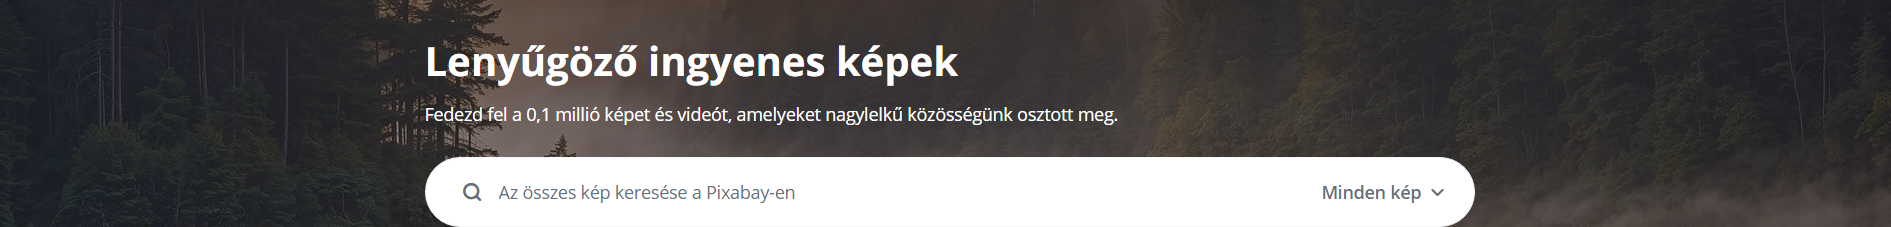 Lenyűgöző ingyenes képek
Fedezd fel a 0,1 millió képet és videót, amelyeket nagylelkű közösségünk osztott meg.
Az összes kép keresése a Pixabay-en
Minden kép